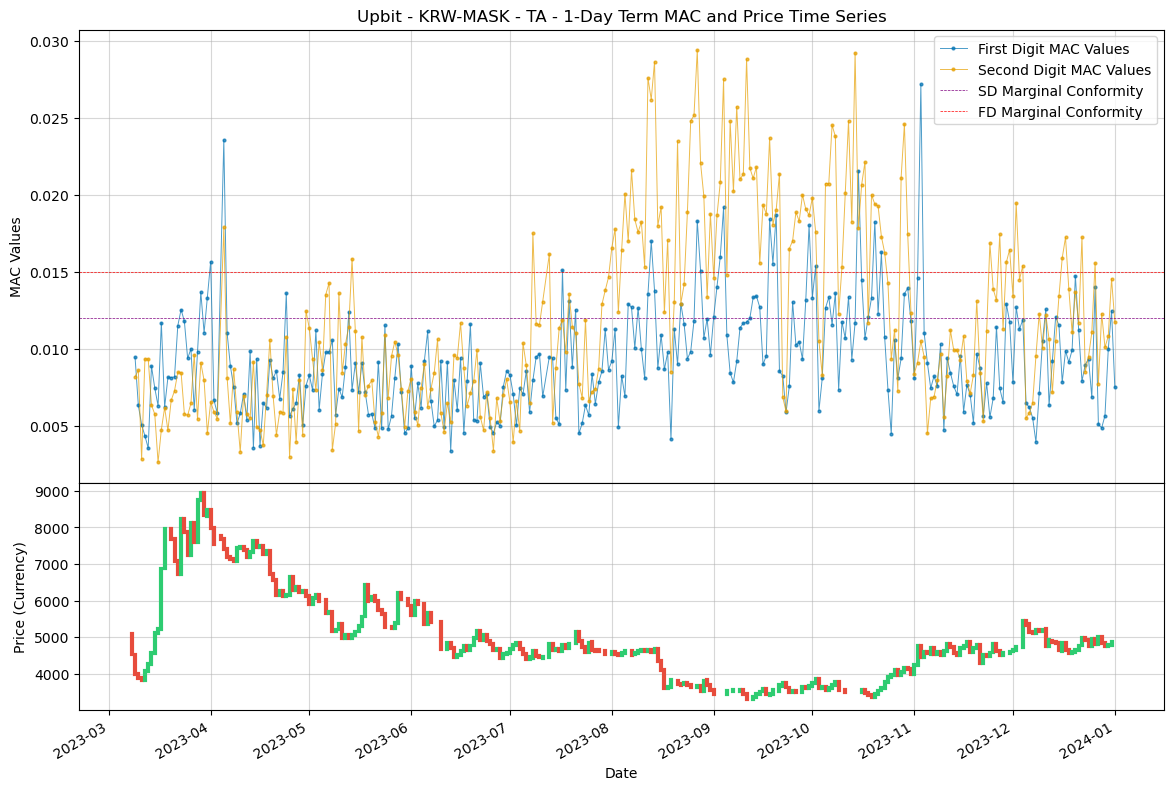 Upbit - KRW-MASK - TA - 1-Day Term MAC and Price Time Series
First Digit MAC Values
Second Digit MAC Values
SD Marginal Conformity
FD Marginal Conformity
MAC Values
0.030
0.025
0.020
0.015
0.010
0.005
Price (Currency)
9000
8000
7000
6000
5000
4000
2023-03
2023-04
2023-05
2023-06
2023-07
2023-08
2023-09
2023-10
2023-11
2023-12
2024-01
Date